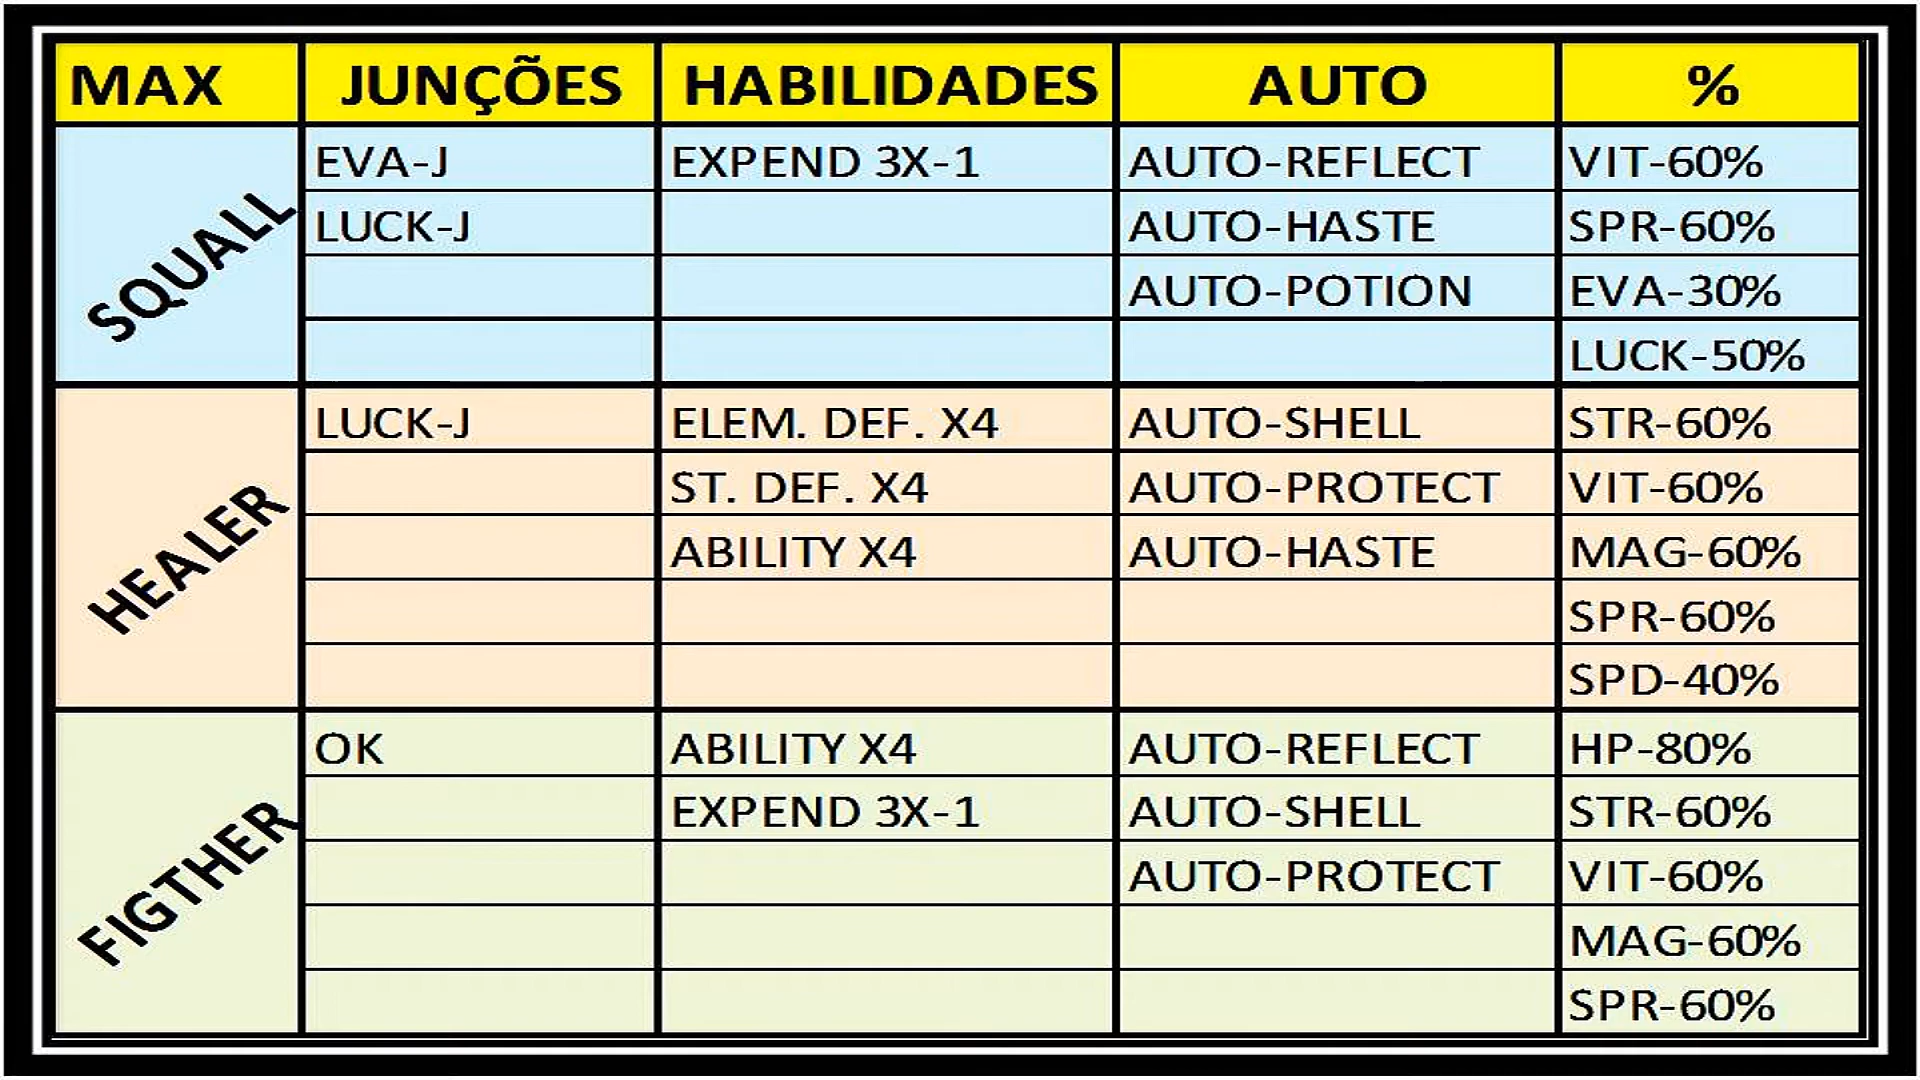 MAX JUNÇÕES HABILIDADES AUTO %
SQUALL
EVA-J EXPEND 3X-1 AUTO-REFLECT VIT-60%
LUCK-J AUTO-HASTE SPR-60%
AUTO-POTION EVA-30%
LUCK-50%
HEALER
LUCK-J ELEM. DEF. X4 AUTO-SHELL STR-60%
ST. DEF. X4 AUTO-PROTECT VIT-60%
ABILITY X4 AUTO-HASTE MAG-60%
SPR-60%
SPD-40%
FIGTHER
OK ABILITY X4 AUTO-REFLECT HP-80%
EXPEND 3X-1 AUTO-SHELL STR-60%
AUTO-PROTECT VIT-60%
MAG-60%
SPR-60%